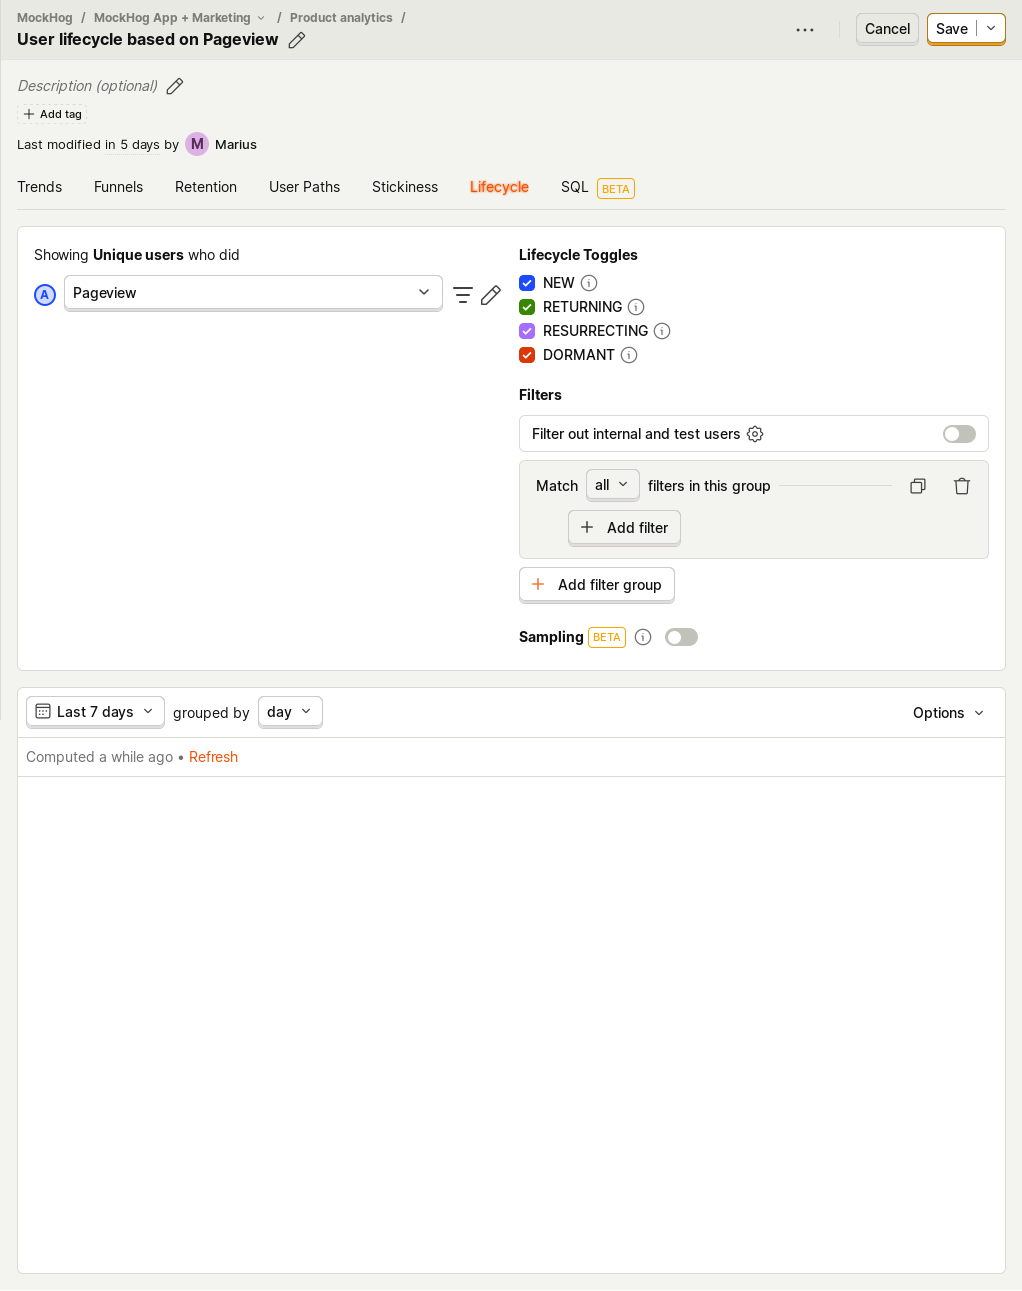 MockHog / MockHog App + Marketing / Product analytics /
User lifecycle based on Pageview
Cancel
Save
Description (optional)
Add tag
Last modified in 5 days by M Marius
Trends Funnels Retention User Paths Stickiness Lifecycle SQL BETA
Showing Unique users who did
A Pageview
Lifecycle Toggles
NEW
RETURNING
RESURRECTING
DORMANT
Filters
Filter out internal and test users
Match all filters in this group
Add filter
Add filter group
Sampling BETA
Last 7 days grouped by day Options
Computed a while ago • Refresh